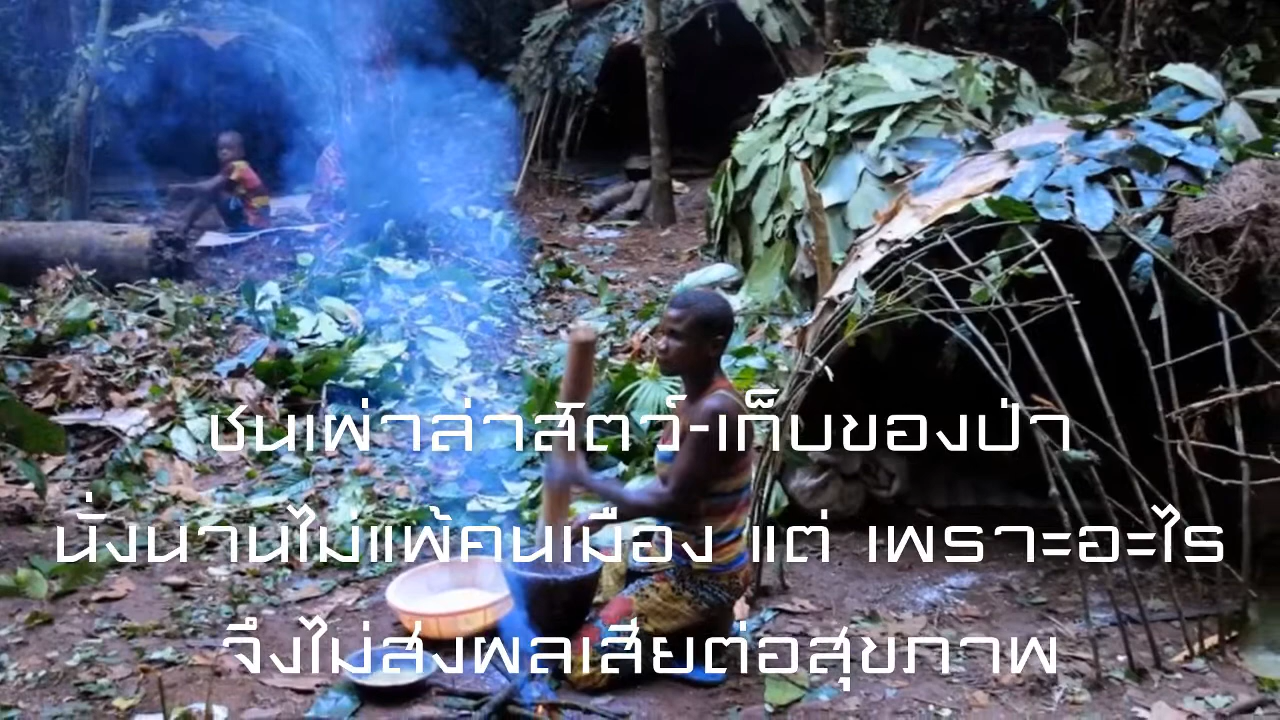 ชนเผ่าล่าสัตว์-เก็บของป่า
นั่งนานไม่แพ้คนเมือง แต่ เพราะอะไร
จึงไม่ส่งผลเสียต่อสุขภาพ